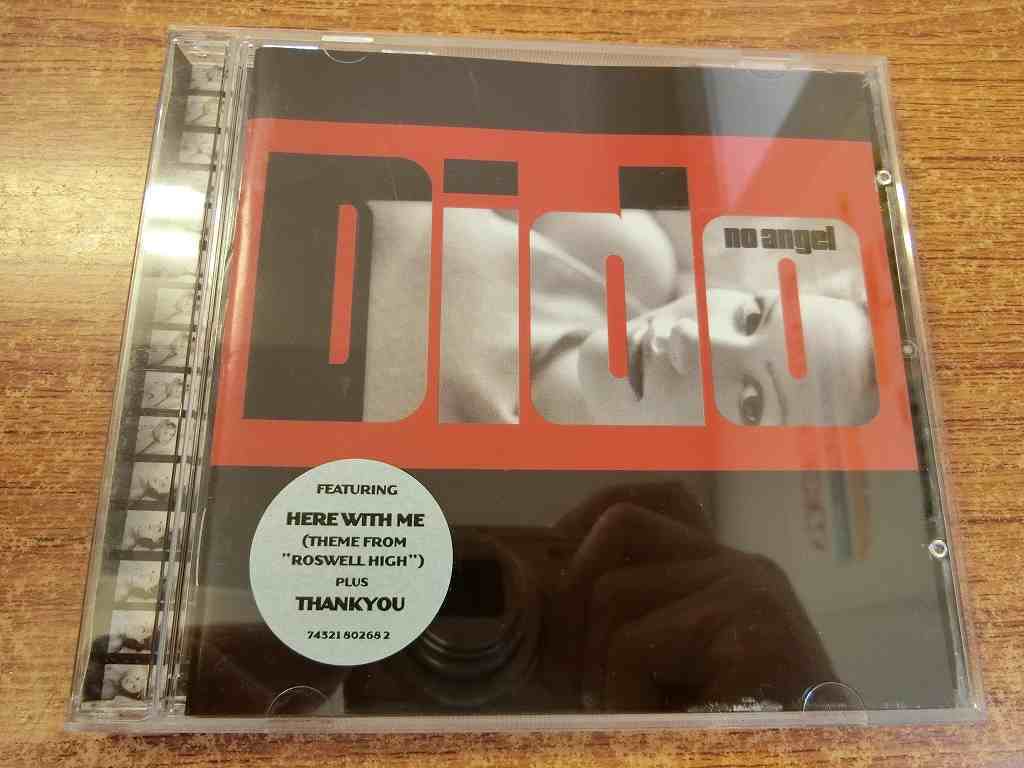 Dido
no angel
FEATURING
HERE WITH ME
(THEME FROM
"ROSWELL HIGH")
PLUS
THANKYOU
74321 80268 2